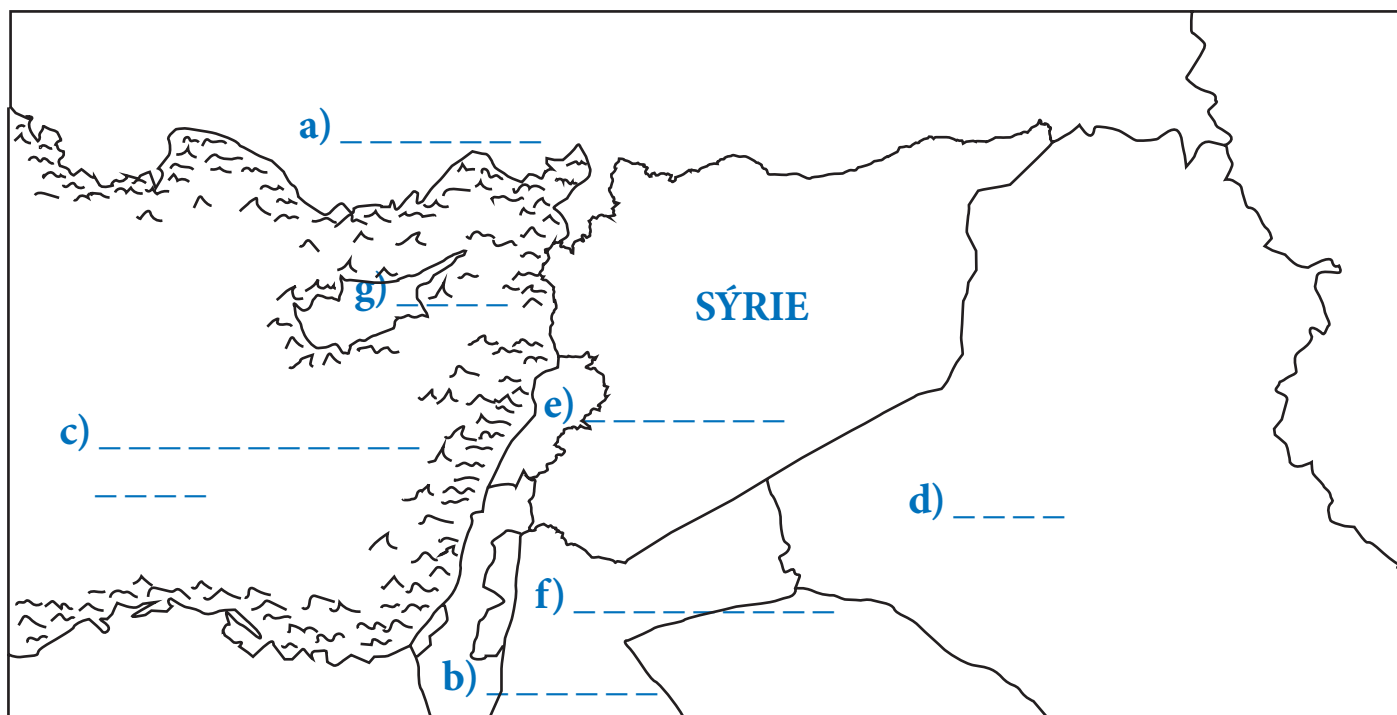 a) _ _ _ _ _ _ _
g) _ _ _ _
SÝRIE
e) _ _ _ _ _ _ _
c) _ _ _ _ _ _ _ _ _ _ _
_ _ _ _
d) _ _ _ _
f) _ _ _ _ _ _ _ _ _
b) _ _ _ _ _